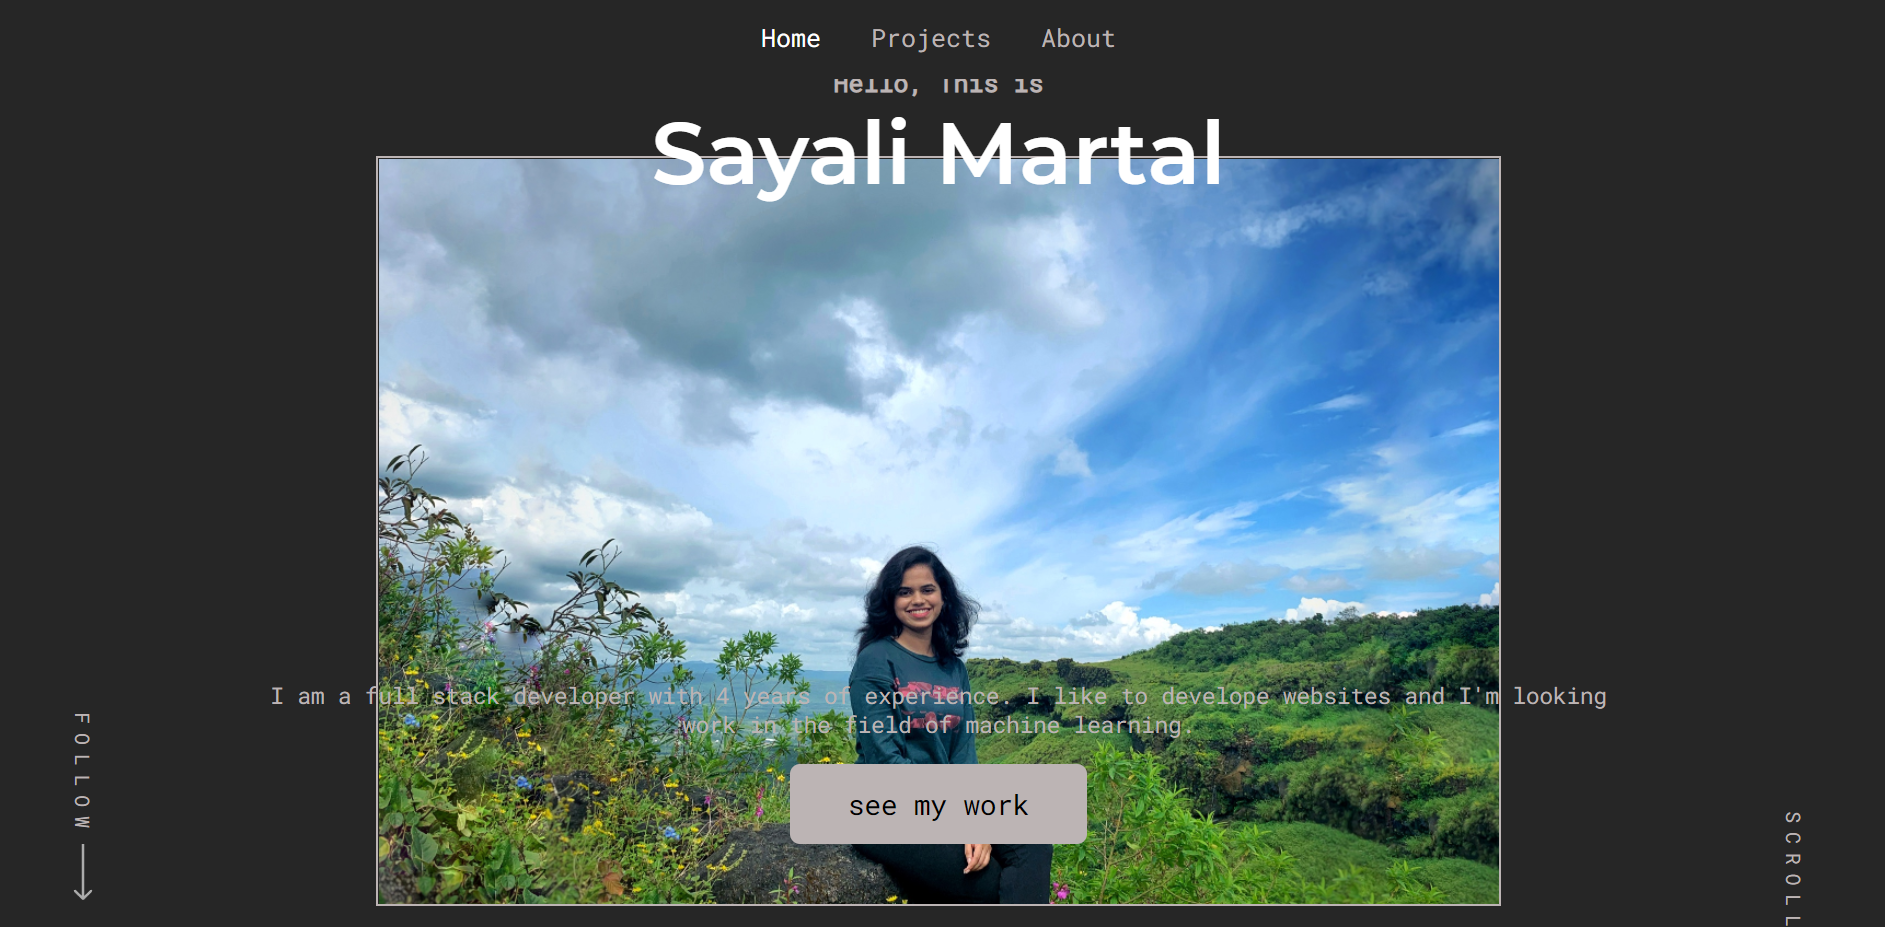 Home Projects About
Hello, This is
Sayali Martal
I am a full stack developer with 4 years of experience. I like to develope websites and I'm looking
work in the field of machine learning.
see my work
FOLLOW
SCROLL